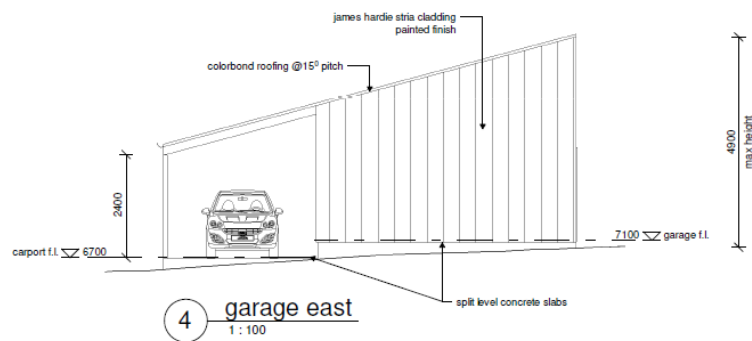 james hardie stria cladding
painted finish
colorbond roofing @15⁰ pitch
4900
max height
2400
carport f.l. 6700
7100 garage f.l.
split level concrete slabs
4 garage east
1 : 100